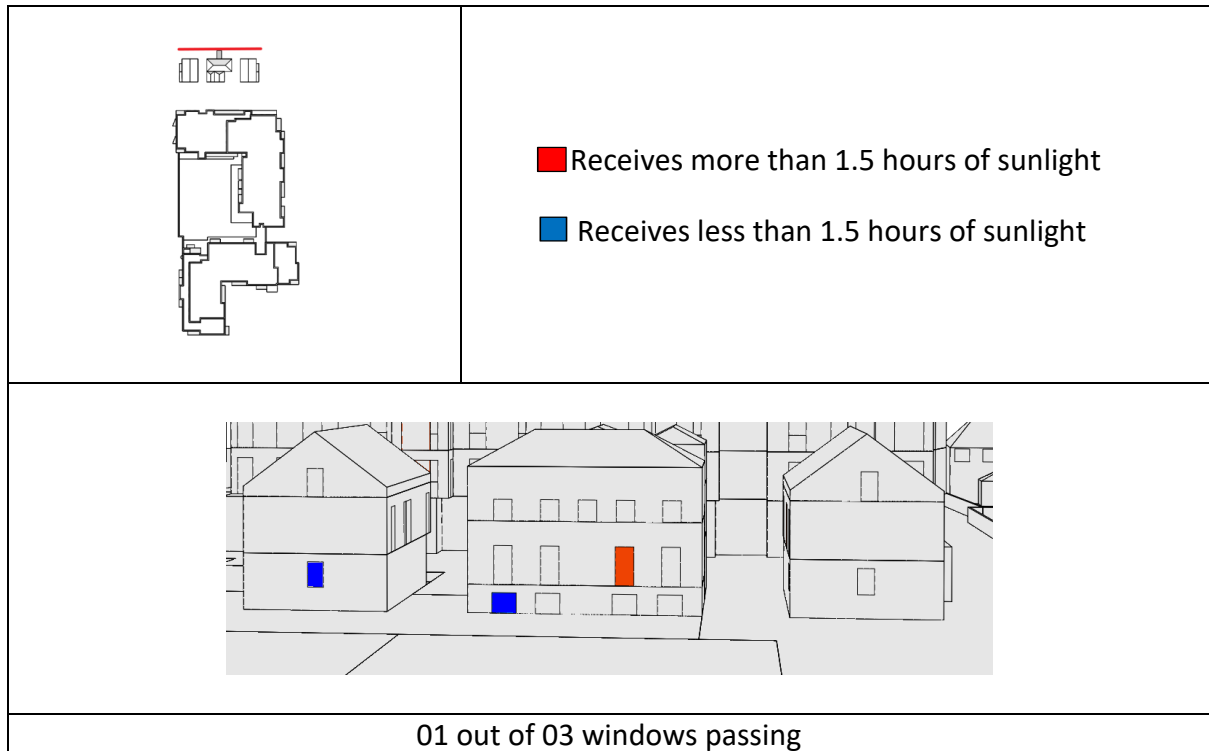 Receives more than 1.5 hours of sunlight
Receives less than 1.5 hours of sunlight
01 out of 03 windows passing